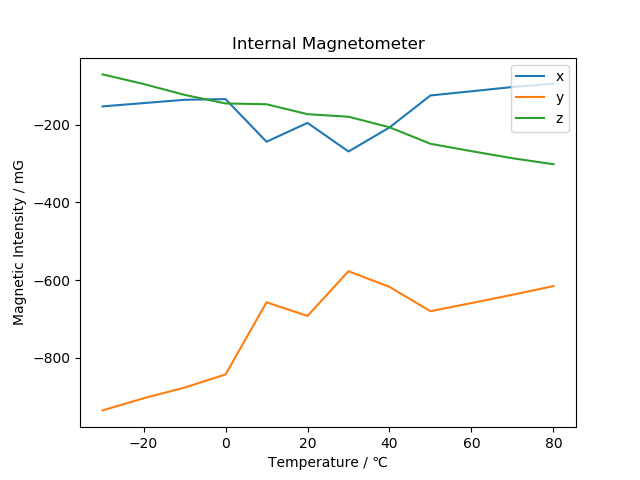 Internal Magnetometer
x
y
z
Magnetic Intensity / mG
−200
−400
−600
−800
−20
0
20
40
60
80
Temperature / °C